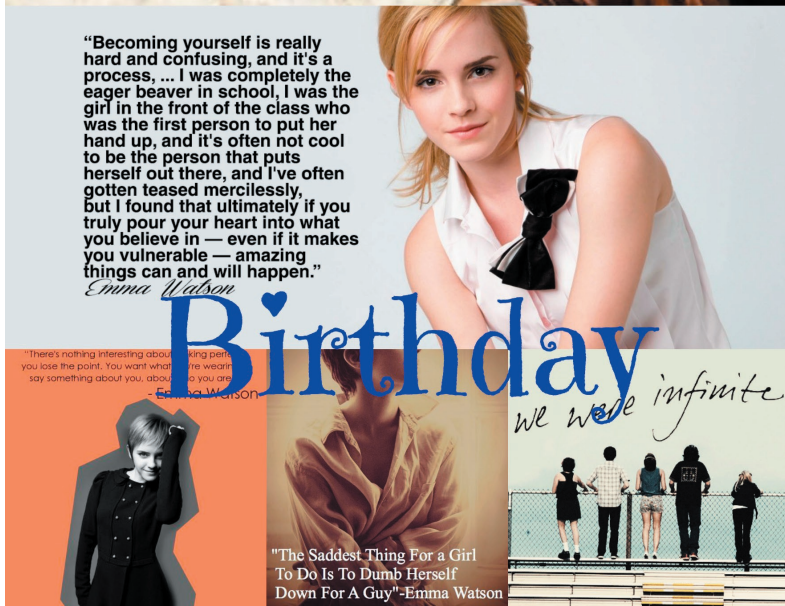 “Becoming yourself is really
hard and confusing, and it's a
process, ... I was completely the
eager beaver in school, I was the
girl in the front of the class who
was the first person to put her
hand up, and it's often not cool
to be the person that puts
herself out there, and I've often
gotten teased mercilessly,
but I found that ultimately if you
truly pour your heart into what
you believe in — even if it makes
you vulnerable — amazing
things can and will happen.”
Emma Watson
Birthday
"There's nothing interesting about
you lose the point. You want what
say something about you,
- Emma Watson
we were infinite
"The Saddest Thing For a Girl
To Do Is To Dumb Herself
Down For A Guy"-Emma Watson